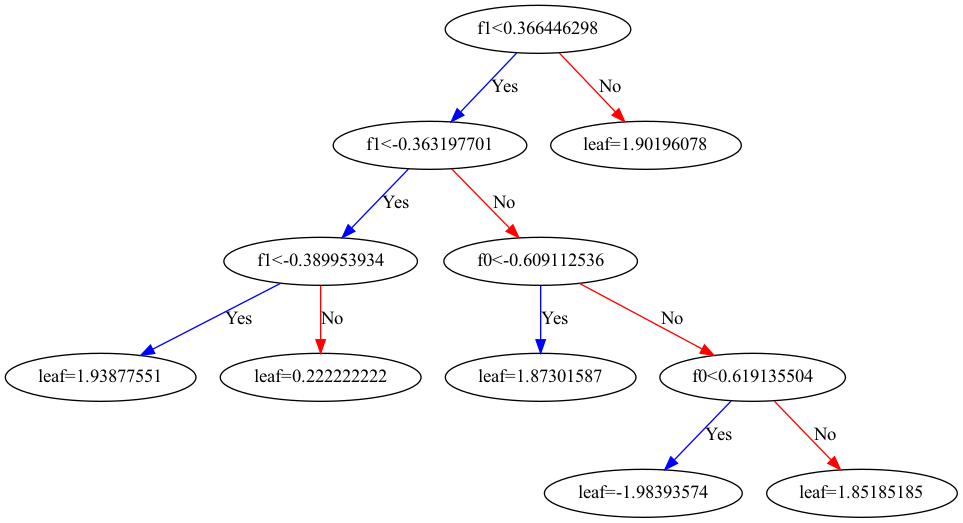 f1<0.366446298
Yes
No
f1<-0.363197701
leaf=1.90196078
Yes
No
f1<-0.389953934
f0<-0.609112536
Yes
No
Yes
No
leaf=1.93877551
leaf=0.222222222
leaf=1.87301587
f0<0.619135504
Yes
No
leaf=-1.98393574
leaf=1.85185185